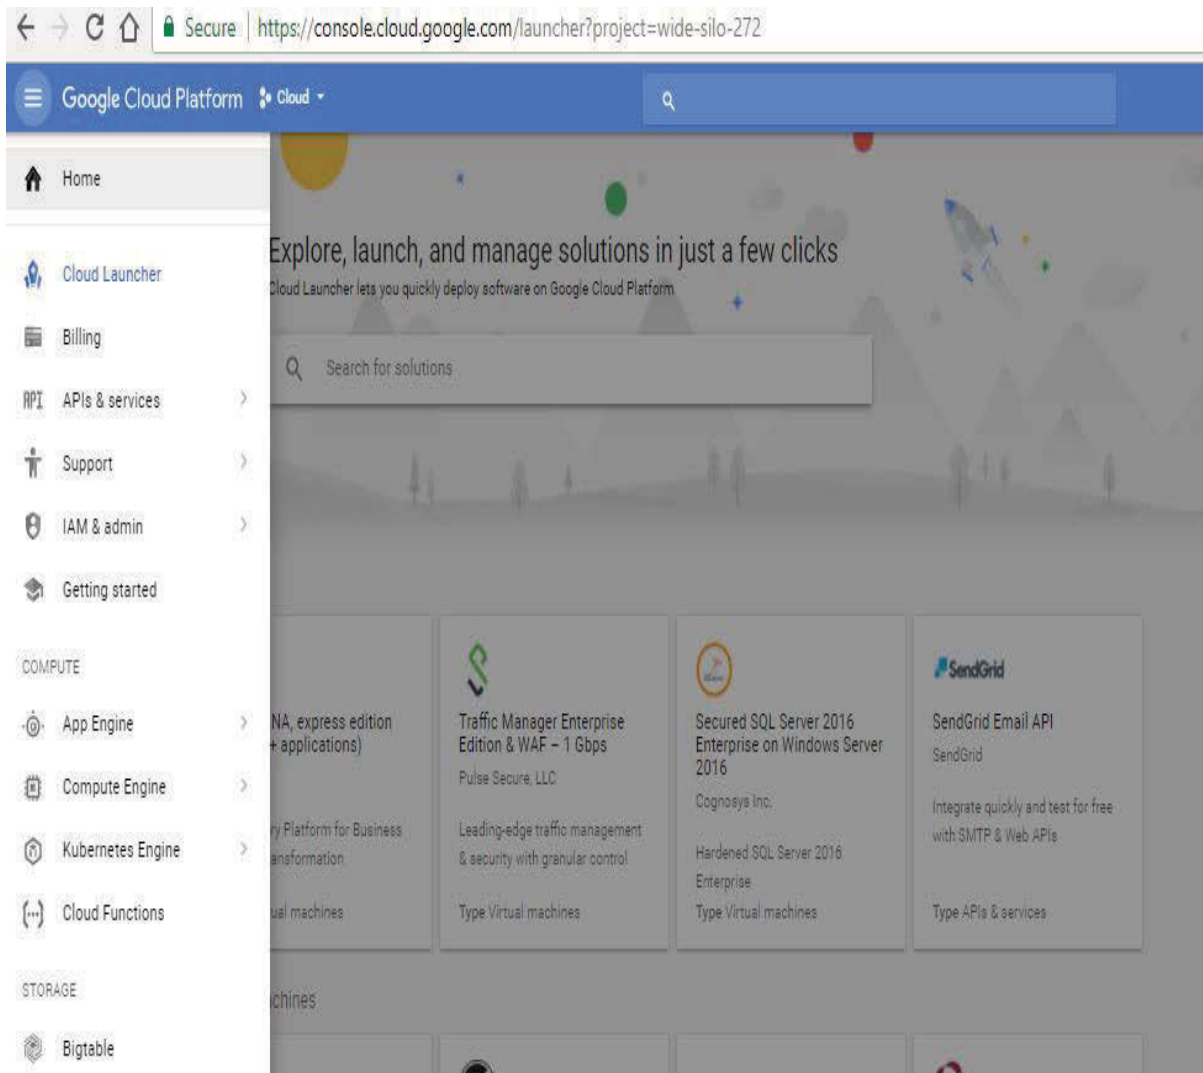 Secure | https://console.cloud.google.com/launcher?project=wide-silo-272
Google Cloud Platform Cloud
Home
Cloud Launcher
Billing
API APIs & services
Support
IAM & admin
Getting started
COMPUTE
App Engine
Compute Engine
Kubernetes Engine
Cloud Functions
STORAGE
Bigtable
Explore, launch, and manage solutions in just a few clicks
Cloud Launcher lets you quickly deploy software on Google Cloud Platform
Search for solutions
NA, express edition
+ applications)
ry Platform for Business
ansformation
ual machines
Traffic Manager Enterprise
Edition & WAF – 1 Gbps
Pulse Secure, LLC
Leading-edge traffic management
& security with granular control
Type Virtual machines
Secured SQL Server 2016
Enterprise on Windows Server
2016
Cognosys Inc.
Hardened SQL Server 2016
Enterprise
Type Virtual machines
SendGrid
SendGrid Email API
SendGrid
Integrate quickly and test for free
with SMTP & Web APIs
Type APIs & services
chines